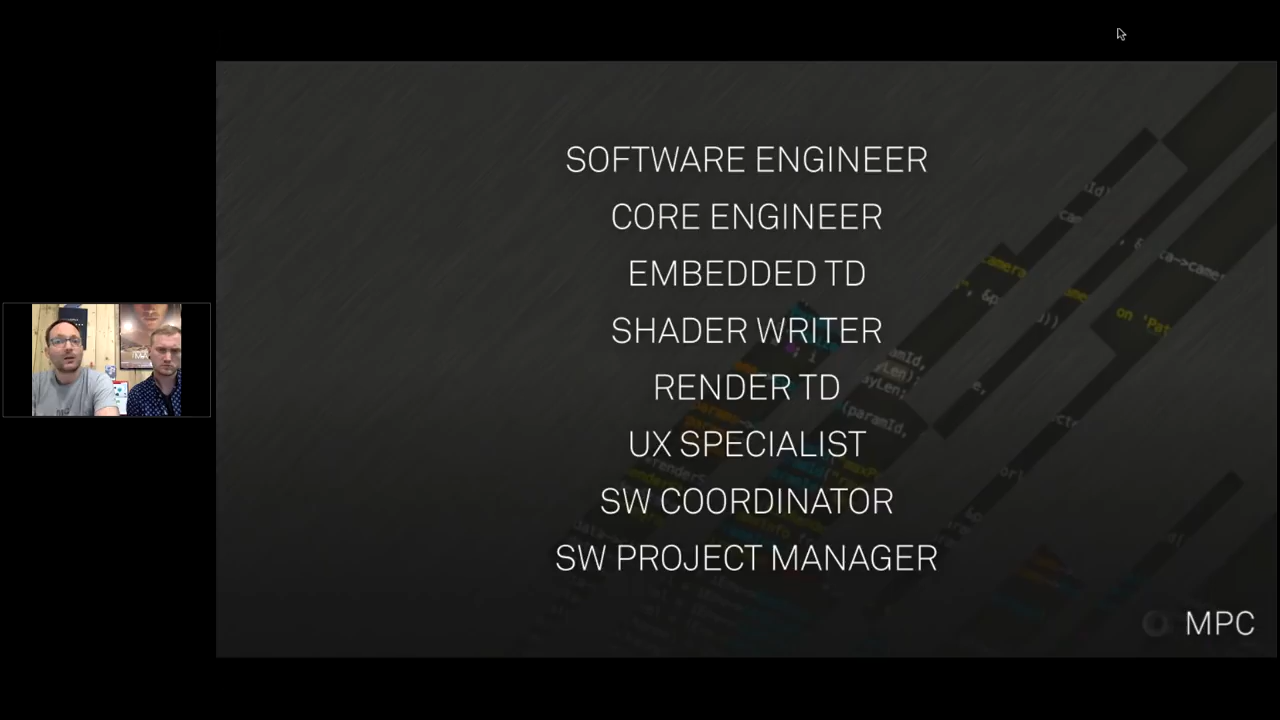 SOFTWARE ENGINEER
CORE ENGINEER
EMBEDDED TD
SHADER WRITER
RENDER TD
UX SPECIALIST
SW COORDINATOR
SW PROJECT MANAGER
MPC